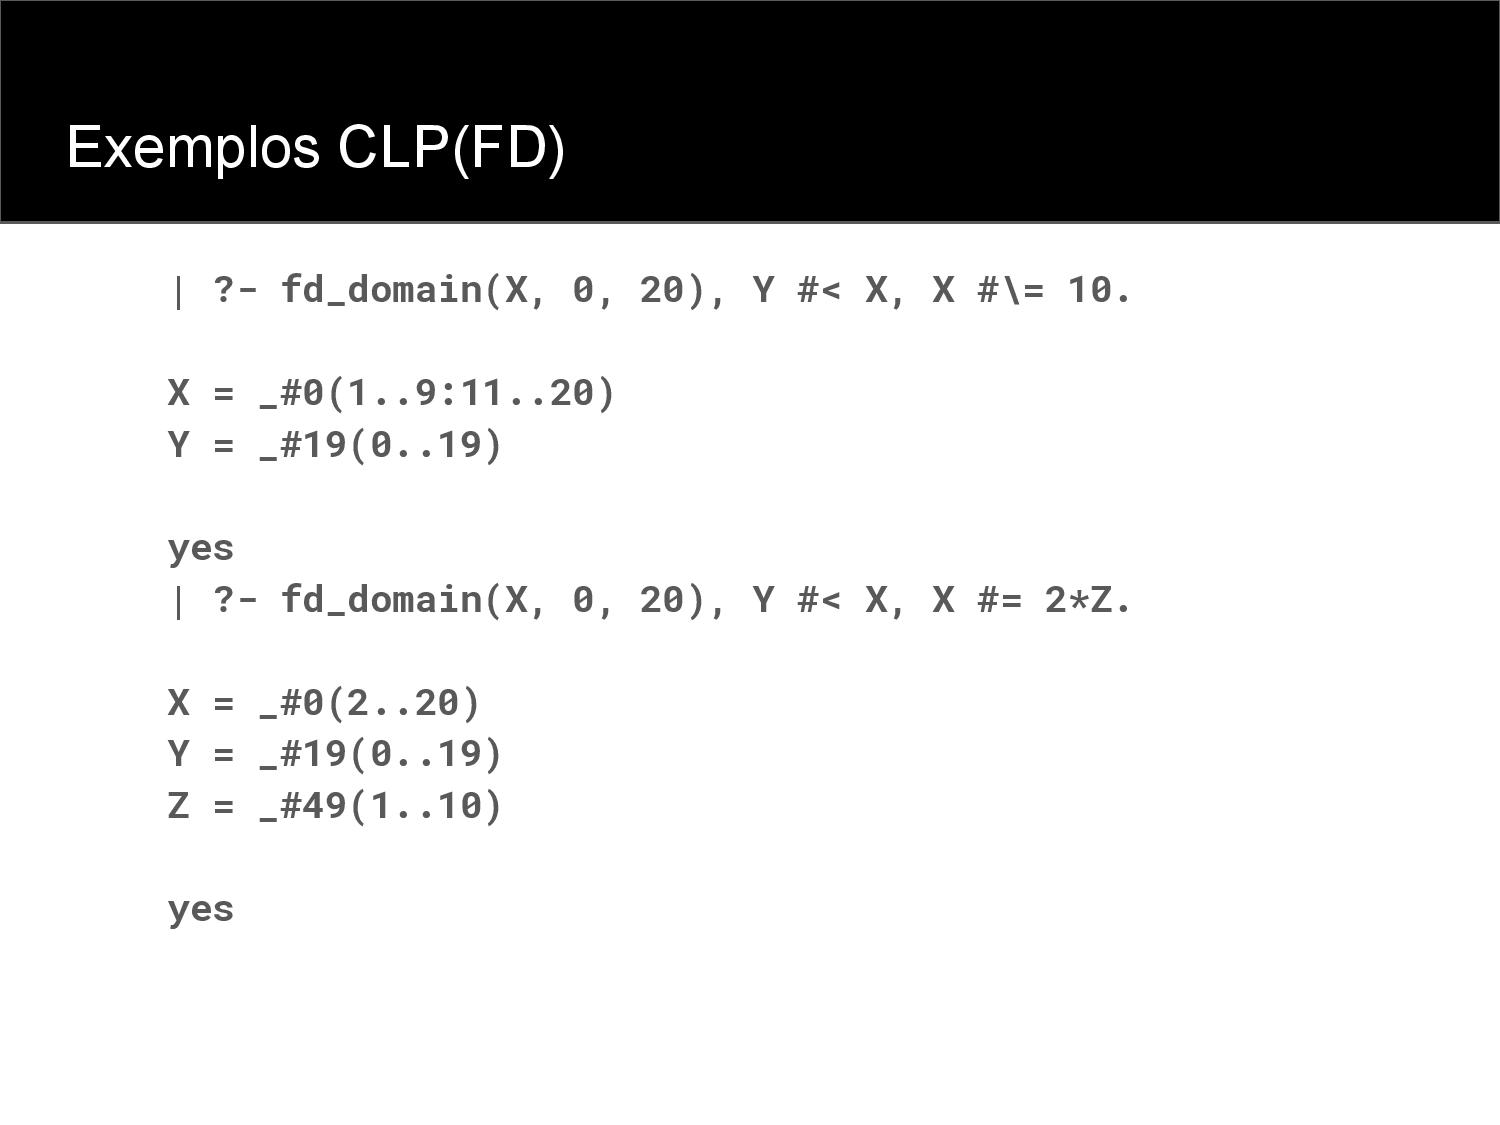 Exemplos CLP(FD)
| ?- fd_domain(X, 0, 20), Y #< X, X #\= 10.
X = _#0(1..9:11..20)
Y = _#19(0..19)
yes
| ?- fd_domain(X, 0, 20), Y #< X, X #= 2*Z.
X = _#0(2..20)
Y = _#19(0..19)
Z = _#49(1..10)
yes